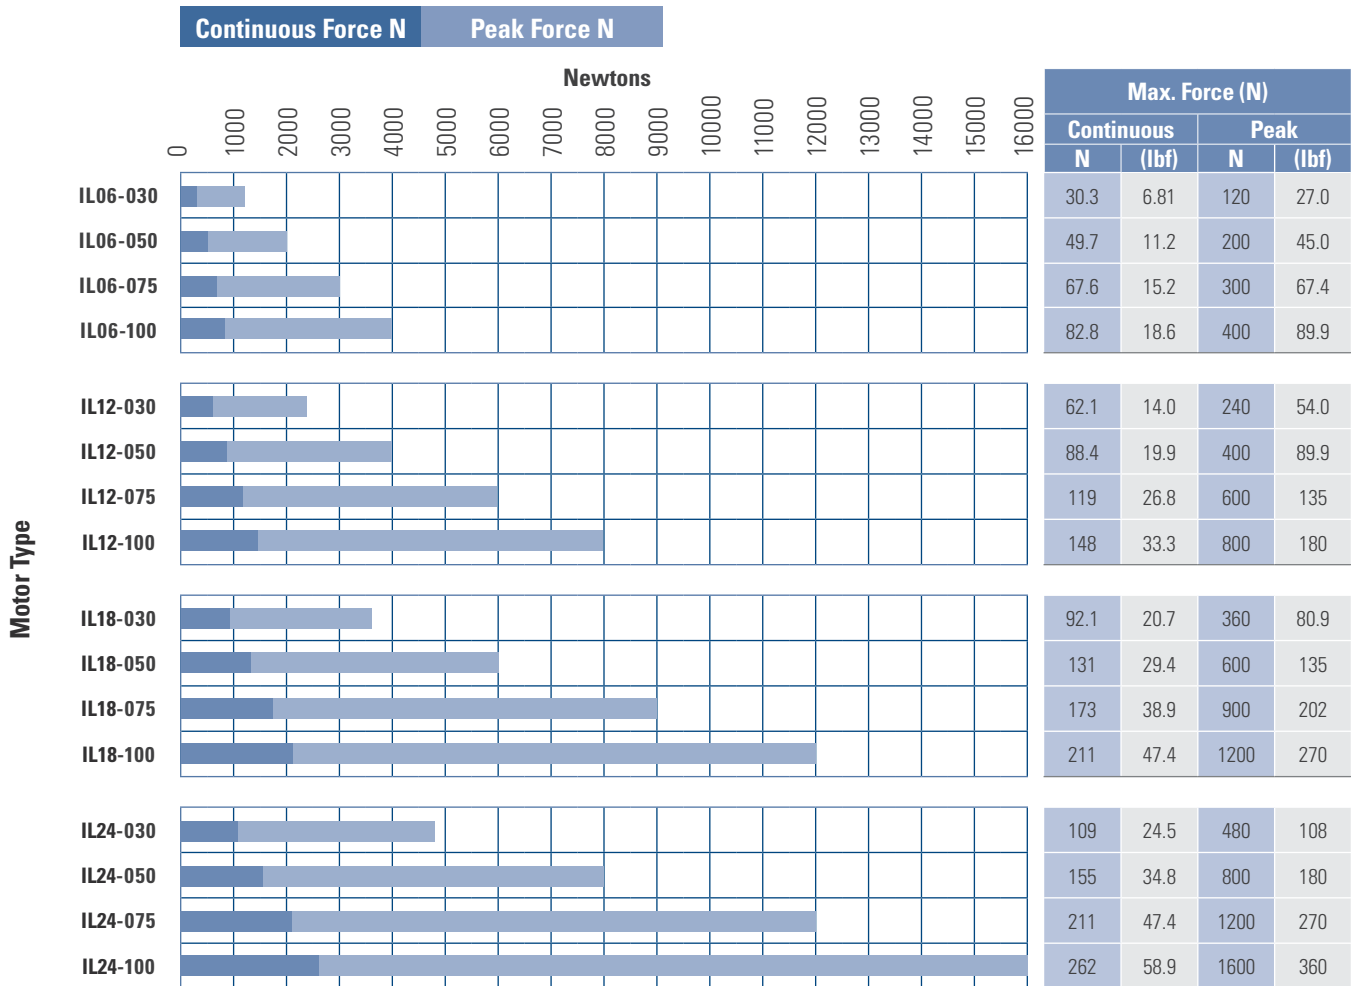 Continuous Force N Peak Force N
Newtons
0 1000 2000 3000 4000 5000 6000 7000 8000 9000 10000 11000 12000 13000 14000 15000 16000
Max. Force (N)
Continuous Peak
N (lbf) N (lbf)
Motor Type
IL06-030 30.3 6.81 120 27.0
IL06-050 49.7 11.2 200 45.0
IL06-075 67.6 15.2 300 67.4
IL06-100 82.8 18.6 400 89.9
IL12-030 62.1 14.0 240 54.0
IL12-050 88.4 19.9 400 89.9
IL12-075 119 26.8 600 135
IL12-100 148 33.3 800 180
IL18-030 92.1 20.7 360 80.9
IL18-050 131 29.4 600 135
IL18-075 173 38.9 900 202
IL18-100 211 47.4 1200 270
IL24-030 109 24.5 480 108
IL24-050 155 34.8 800 180
IL24-075 211 47.4 1200 270
IL24-100 262 58.9 1600 360